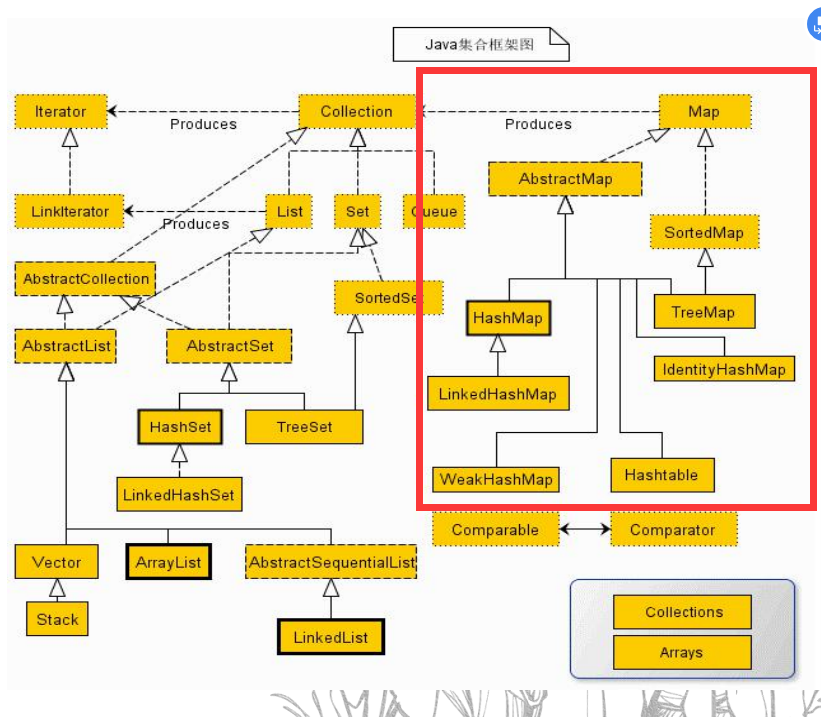 Java集合框架图
Iterator
Produces
Collection
Produces
Map
AbstractMap
LinkIterator
Produces
List
Set
Queue
SortedMap
AbstractCollection
SortedSet
HashMap
TreeMap
AbstractList
AbstractSet
IdentityHashMap
LinkedHashMap
HashSet
TreeSet
WeakHashMap
Hashtable
LinkedHashSet
Comparable
Comparator
Vector
ArrayList
AbstractSequentialList
Stack
LinkedList
Collections
Arrays